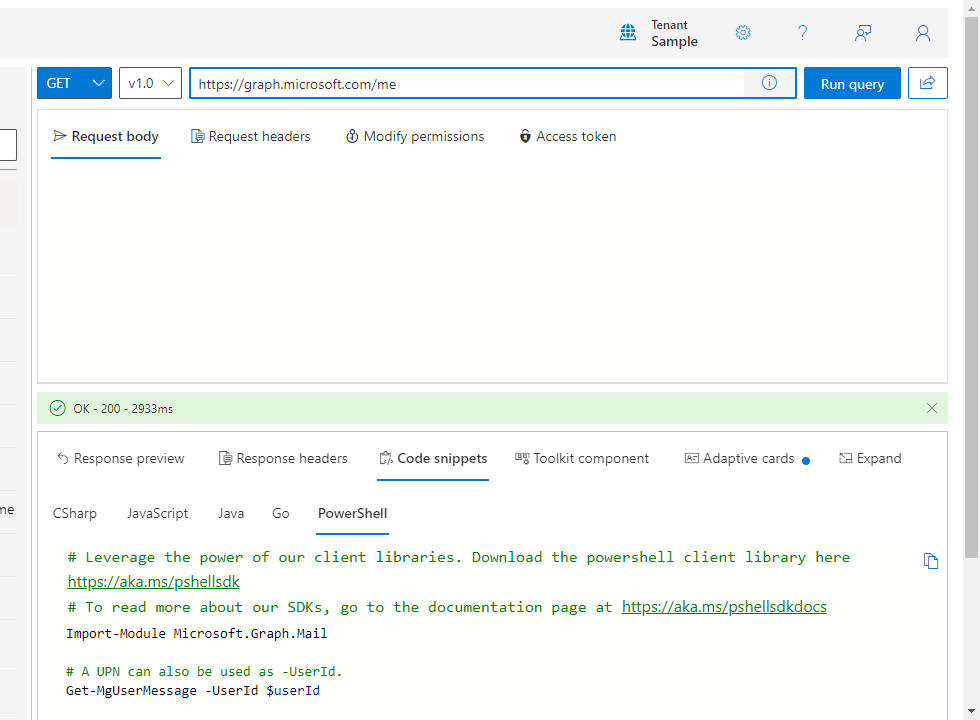 Tenant
Sample
GET
v1.0
https://graph.microsoft.com/me
Run query
Request body
Request headers
Modify permissions
Access token
OK - 200 - 2933ms
Response preview
Response headers
Code snippets
Toolkit component
Adaptive cards
Expand
me
CSharp
JavaScript
Java
Go
PowerShell
# Leverage the power of our client libraries. Download the powershell client library here
https://aka.ms/pshellsdk
# To read more about our SDKs, go to the documentation page at https://aka.ms/pshellsdkdocs
Import-Module Microsoft.Graph.Mail
# A UPN can also be used as -UserId.
Get-MgUserMessage -UserId $userId